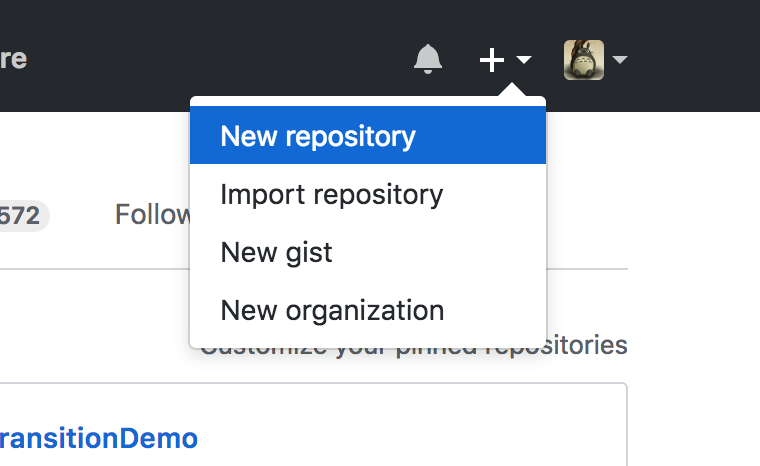 re
New repository
Import repository
572
Follow
New gist
New organization
Customize your pinned repositories
ransitionDemo